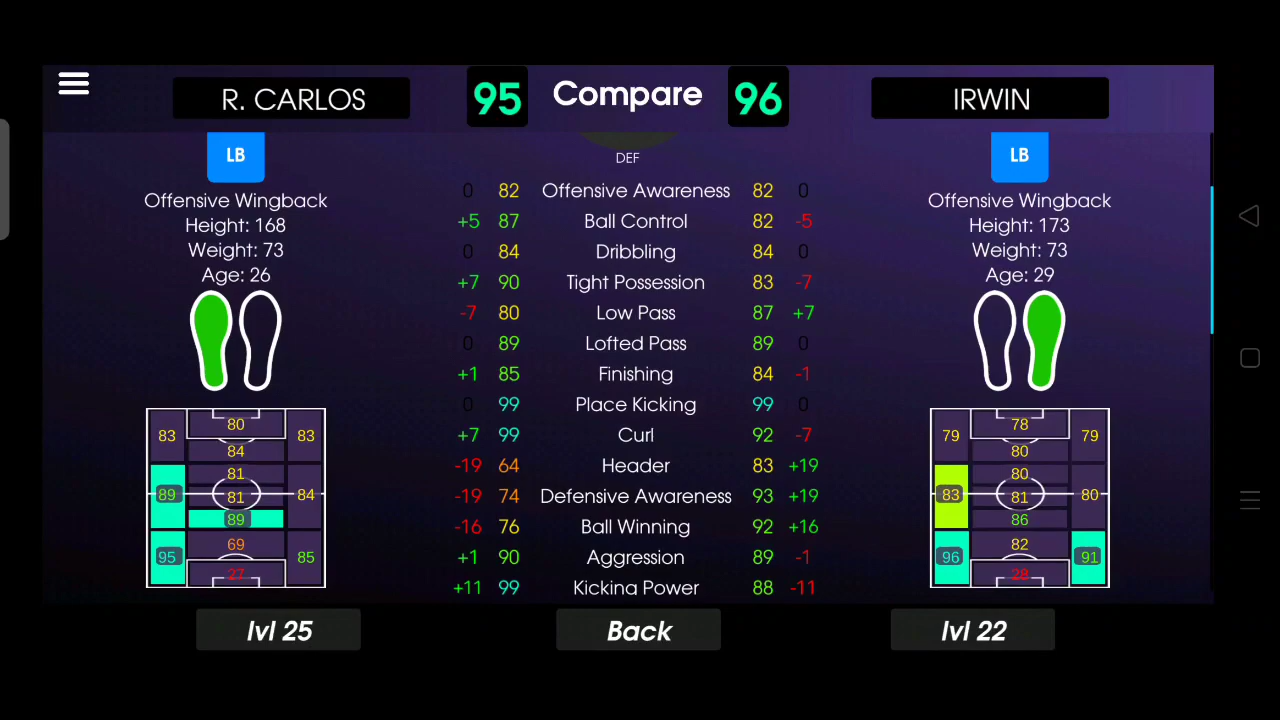 R. CARLOS 95 Compare 96 IRWIN
LB DEF LB
Offensive Wingback
Height: 168
Weight: 73
Age: 26
0 82 Offensive Awareness 82 0
+5 87 Ball Control 82 -5
0 84 Dribbling 84 0
+7 90 Tight Possession 83 -7
-7 80 Low Pass 87 +7
0 89 Lofted Pass 89 0
+1 85 Finishing 84 -1
0 99 Place Kicking 99 0
+7 99 Curl 92 -7
-19 64 Header 83 +19
-19 74 Defensive Awareness 93 +19
-16 76 Ball Winning 92 +16
+1 90 Aggression 89 -1
+11 99 Kicking Power 88 -11
Offensive Wingback
Height: 173
Weight: 73
Age: 29
80
83 83
84
81
89 81 84
89
69
95 85
27
78
79 79
80
80
83 81 80
86
82
96 91
28
lvl 25 Back lvl 22